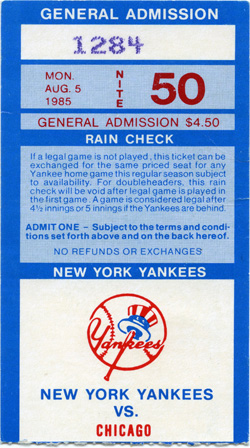 GENERAL ADMISSION
1284
MON.
AUG. 5
1985
NITE
50
GENERAL ADMISSION $4.50
RAIN CHECK
If a legal game is not played, this ticket can be
exchanged for the same priced seat for any
Yankee home game this regular season subject
to availability. For doubleheaders, this rain
check will be void after legal game is played in
the first game. A game is considered legal after
4½ innings or 5 innings if the Yankees are behind.
ADMIT ONE – Subject to the terms and condi-
tions set forth above and on the back hereof.
NO REFUNDS OR EXCHANGES
NEW YORK YANKEES
Yankees
NEW YORK YANKEES
VS.
CHICAGO